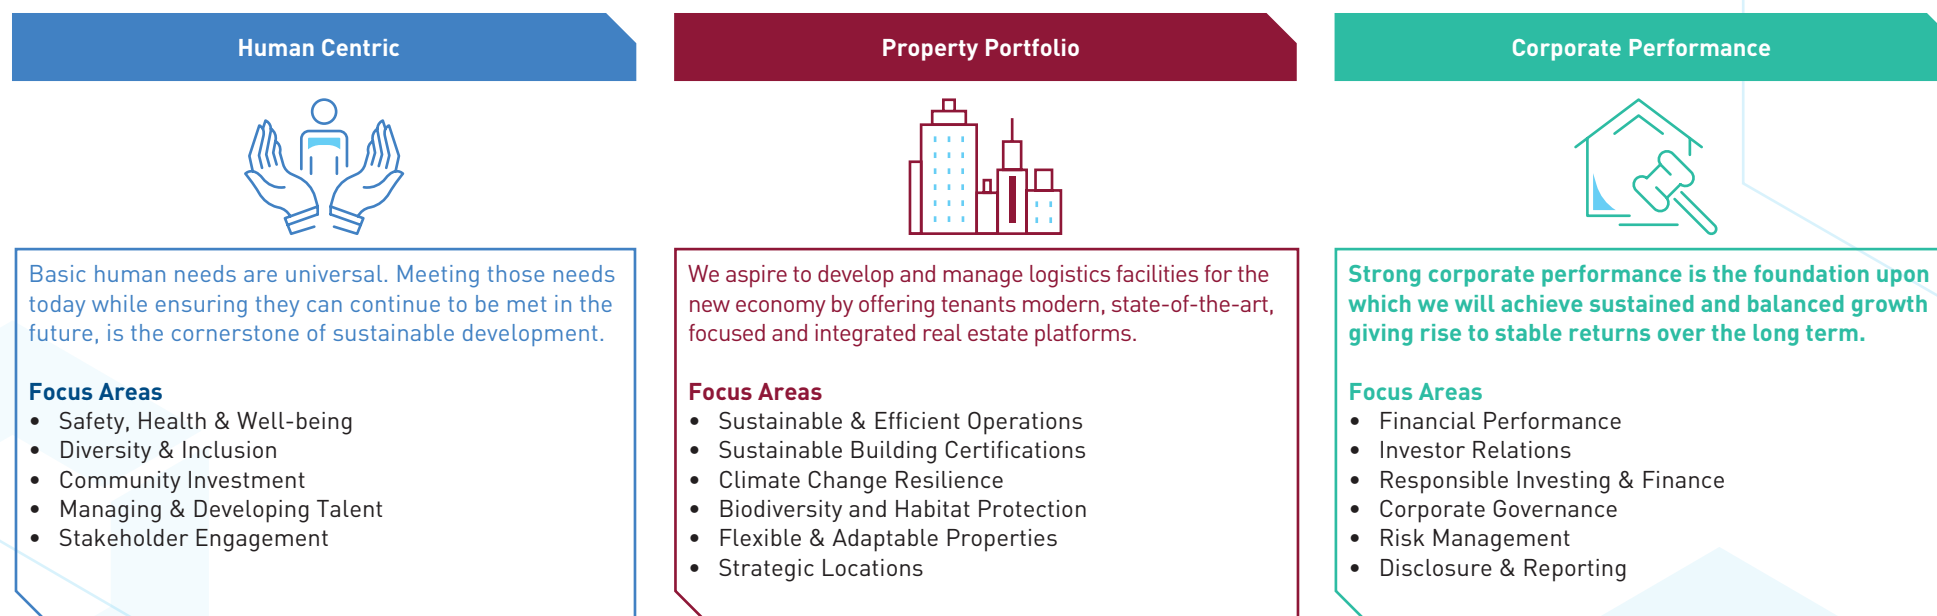 Human Centric
Basic human needs are universal. Meeting those needs
today while ensuring they can continue to be met in the
future, is the cornerstone of sustainable development.
Focus Areas
• Safety, Health & Well-being
• Diversity & Inclusion
• Community Investment
• Managing & Developing Talent
• Stakeholder Engagement
Property Portfolio
We aspire to develop and manage logistics facilities for the
new economy by offering tenants modern, state-of-the-art,
focused and integrated real estate platforms.
Focus Areas
• Sustainable & Efficient Operations
• Sustainable Building Certifications
• Climate Change Resilience
• Biodiversity and Habitat Protection
• Flexible & Adaptable Properties
• Strategic Locations
Corporate Performance
Strong corporate performance is the foundation upon
which we will achieve sustained and balanced growth
giving rise to stable returns over the long term.
Focus Areas
• Financial Performance
• Investor Relations
• Responsible Investing & Finance
• Corporate Governance
• Risk Management
• Disclosure & Reporting